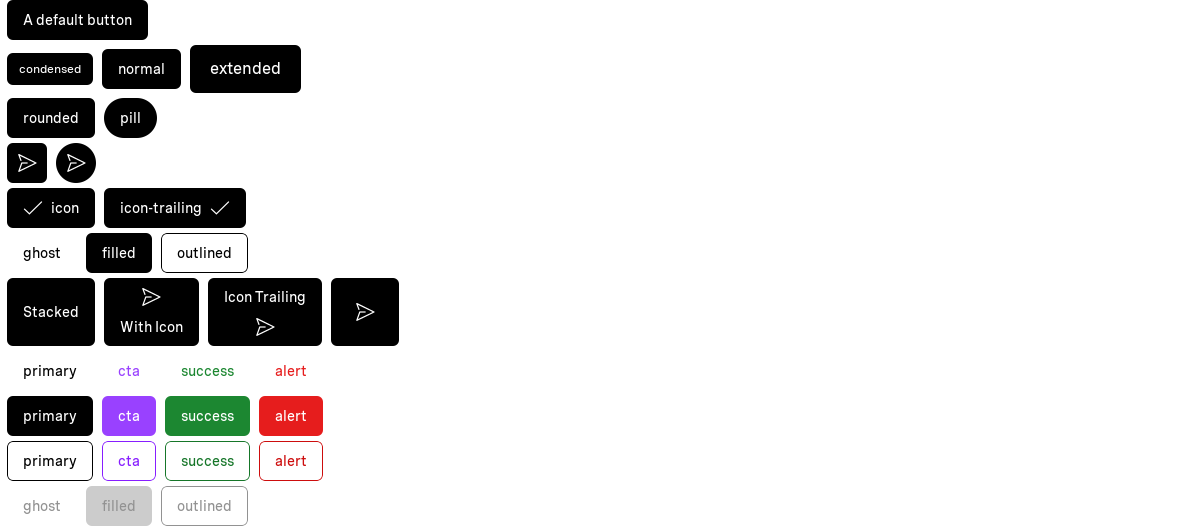 A default button
condensed normal extended
rounded pill
icon icon-trailing
ghost filled outlined
Stacked With Icon Icon Trailing
primary cta success alert
primary cta success alert
primary cta success alert
ghost filled outlined